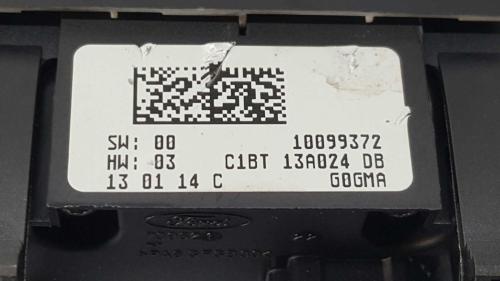 SW: 00 10099372
HW: 03 C1BT 13A024 DB
13 01 14 C G0GMA
Ford